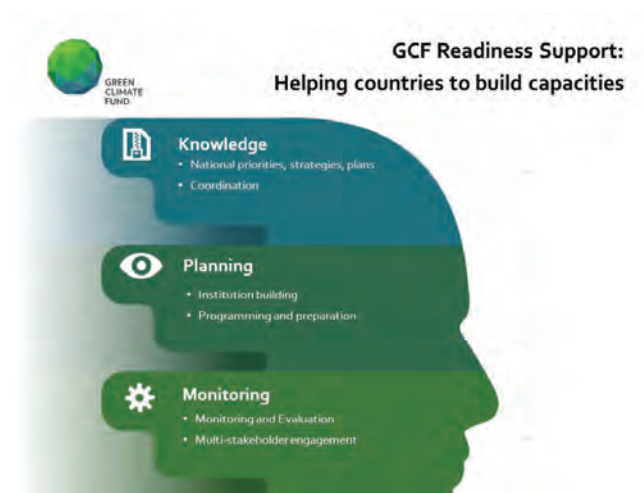 GREEN
CLIMATE
FUND
GCF Readiness Support:
Helping countries to build capacities
Knowledge
• National priorities, strategies, plans
• Coordination
Planning
• Institution building
• Programming and preparation
Monitoring
• Monitoring and Evaluation
• Multi-stakeholder engagement